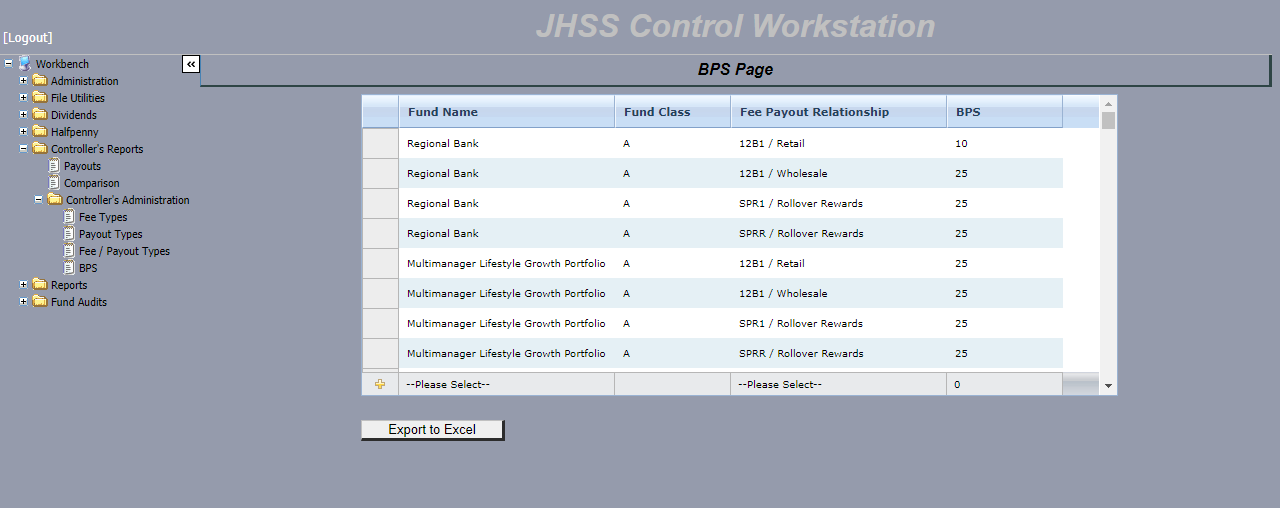 JHSS Control Workstation
[Logout]
Workbench
Administration
File Utilities
Dividends
Halfpenny
Controller's Reports
Payouts
Comparison
Controller's Administration
Fee Types
Payout Types
Fee / Payout Types
BPS
Reports
Fund Audits
«
BPS Page
Fund Name Fund Class Fee Payout Relationship BPS
Regional Bank A 12B1 / Retail 10
Regional Bank A 12B1 / Wholesale 25
Regional Bank A SPR1 / Rollover Rewards 25
Regional Bank A SPRR / Rollover Rewards 25
Multimanager Lifestyle Growth Portfolio A 12B1 / Retail 25
Multimanager Lifestyle Growth Portfolio A 12B1 / Wholesale 25
Multimanager Lifestyle Growth Portfolio A SPR1 / Rollover Rewards 25
Multimanager Lifestyle Growth Portfolio A SPRR / Rollover Rewards 25
--Please Select-- --Please Select-- 0
Export to Excel